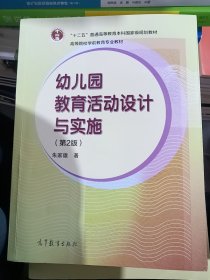 "十二五"普通高等教育本科国家级规划教材
高等院校学前教育专业教材
幼儿园
教育活动设计
与实施
（第2版）
朱家雄 著
高等教育出版社